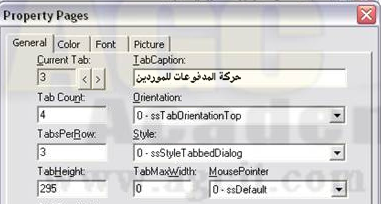 Property Pages
General Color Font Picture
Current Tab: TabCaption:
3 < > حركة المدفوعات للموردين
Tab Count: Orientation:
4 0 - ssTabOrientationTop
TabsPerRow: Style:
3 0 - ssStyleTabbedDialog
TabHeight: TabMaxWidth: MousePointer
295 0 0 - ssDefault